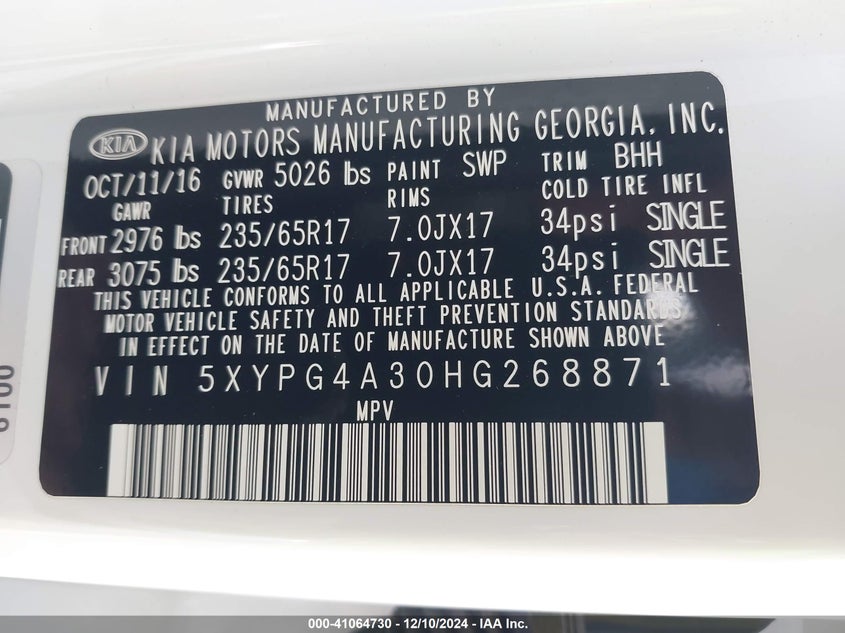 MANUFACTURED BY
KIA KIA MOTORS MANUFACTURING GEORGIA, INC.
OCT/11/16 GVWR 5026 lbs PAINT SWP TRIM BHH
GAWR TIRES RIMS COLD TIRE INFL
FRONT 2976 lbs 235/65R17 7.0JX17 34psi SINGLE
REAR 3075 lbs 235/65R17 7.0JX17 34psi SINGLE
THIS VEHICLE CONFORMS TO ALL APPLICABLE U.S.A. FEDERAL
MOTOR VEHICLE SAFETY AND THEFT PREVENTION STANDARDS
IN EFFECT ON THE DATE OF MANUFACTURE SHOWN ABOVE
VIN 5XYPG4A30HG268871
MPV
000-41064730 - 12/10/2024 - IAA Inc.